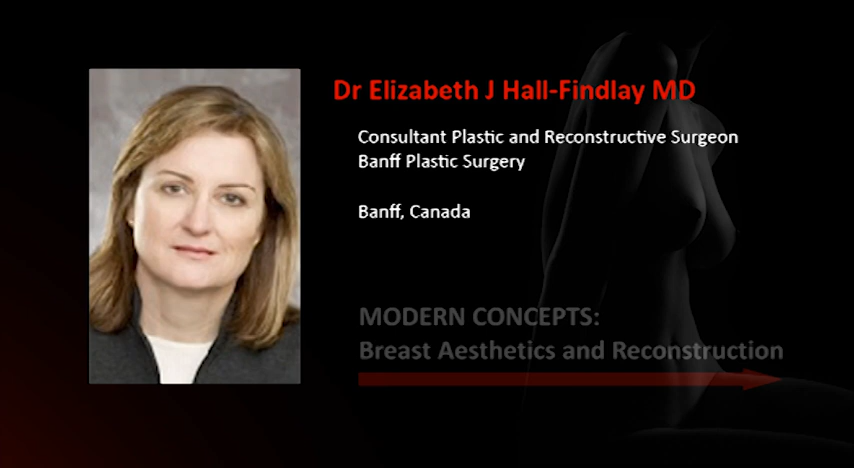 Dr Elizabeth J Hall-Findlay MD
Consultant Plastic and Reconstructive Surgeon
Banff Plastic Surgery
Banff, Canada
MODERN CONCEPTS:
Breast Aesthetics and Reconstruction